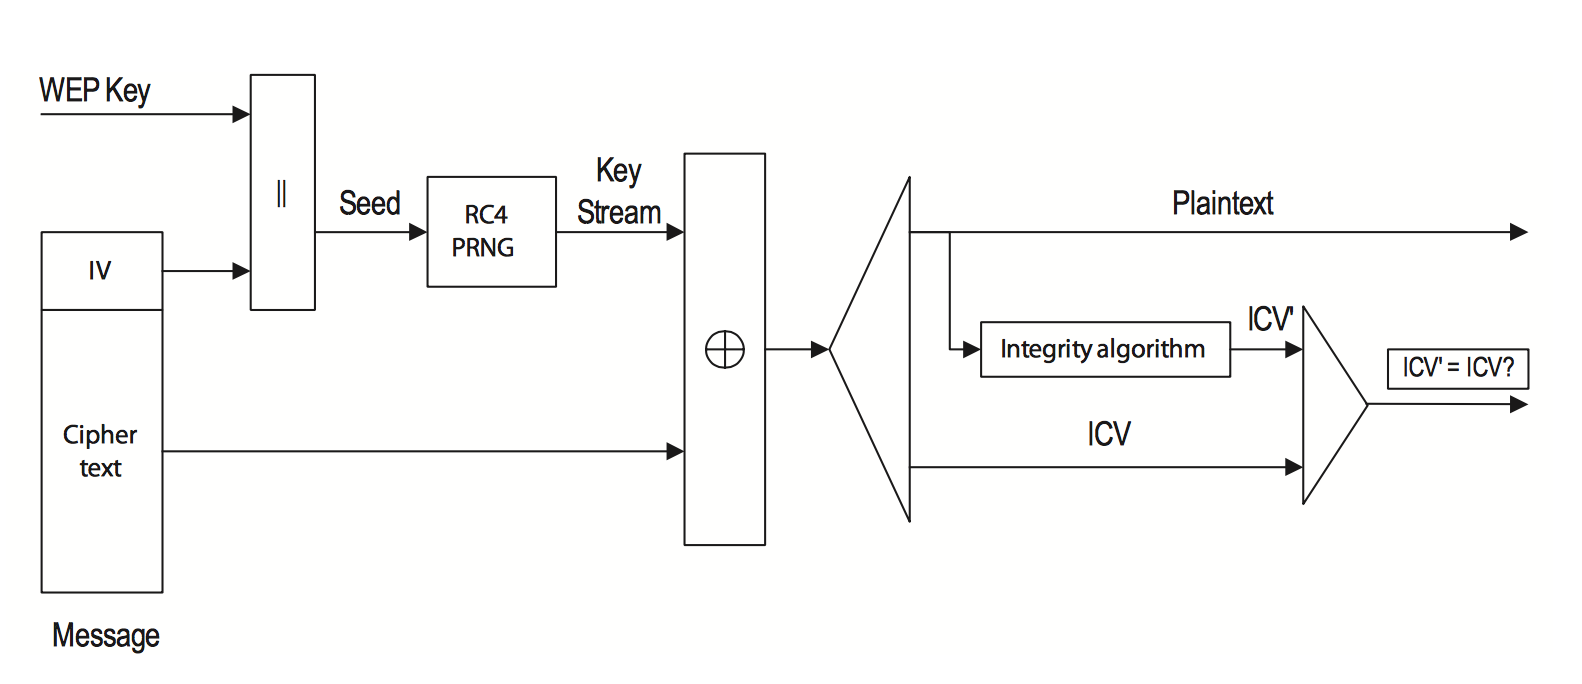 WEP Key
||
Seed
RC4
PRNG
Key
Stream
IV
Cipher
text
Message
Plaintext
Integrity algorithm
ICV'
ICV
ICV' = ICV?